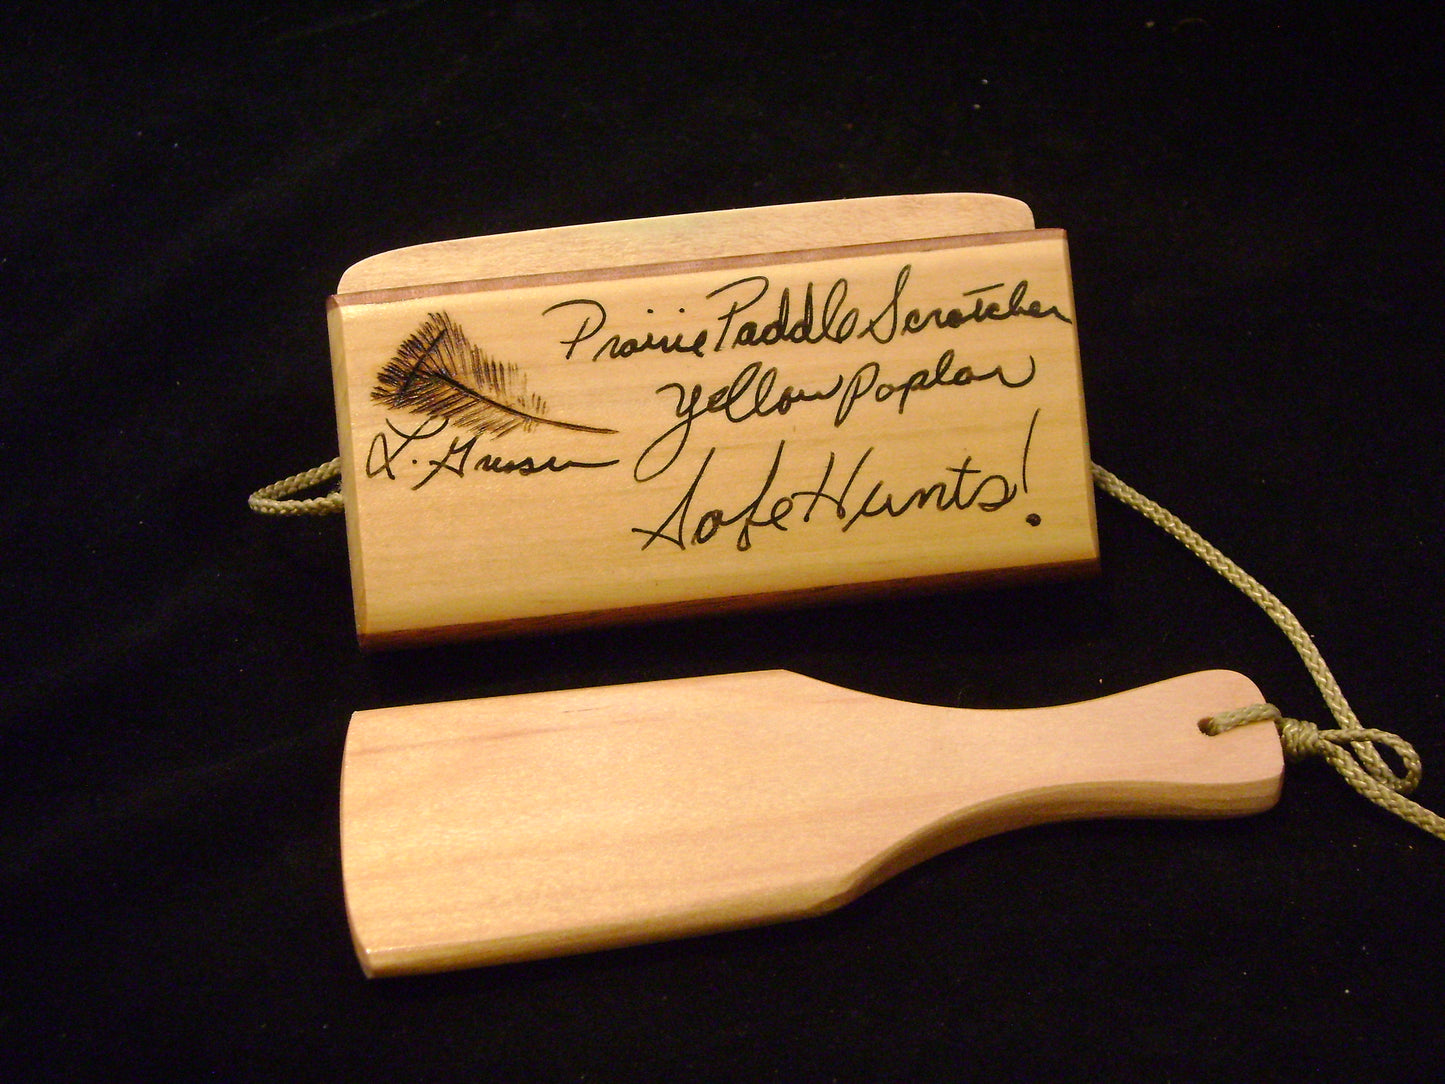 Prairie Paddle Scratcher
Yellow Poplar
Safe Hunts!
L.